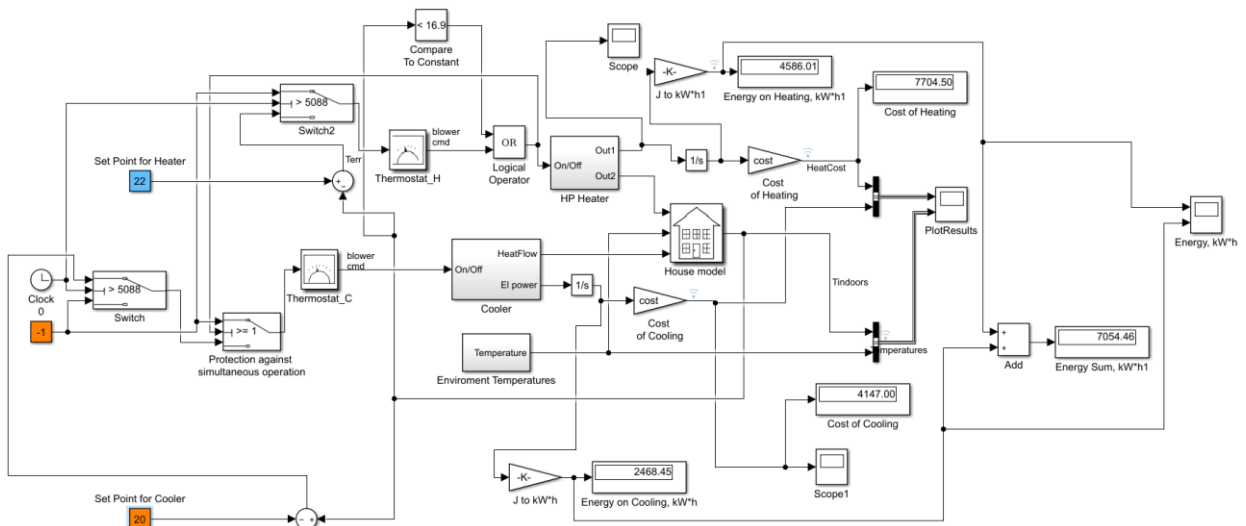 < 16.9
Compare
To Constant
Scope
-K-
J to kW*h1
4586.01
Energy on Heating, kW*h1
7704.50
Cost of Heating
> 5088
Switch2
Set Point for Heater
22
Terr
+
-
Thermostat_H
blower
cmd
OR
Logical
Operator
On/Off
Out1
Out2
HP Heater
1/s
cost
Cost
of Heating
HeatCost
PlotResults
Energy, kW*h
House model
Tindoors
Clock
0
-1
> 5088
Switch
>= 1
Protection against
simultaneous operation
Thermostat_C
blower
cmd
On/Off
HeatFlow
El power
Cooler
1/s
cost
Cost
of Cooling
Temperature
Enviroment Temperatures
Temperatures
+
+
Add
7054.46
Energy Sum, kW*h1
4147.00
Cost of Cooling
Scope1
-K-
J to kW*h
2468.45
Energy on Cooling, kW*h
Set Point for Cooler
20
-
+